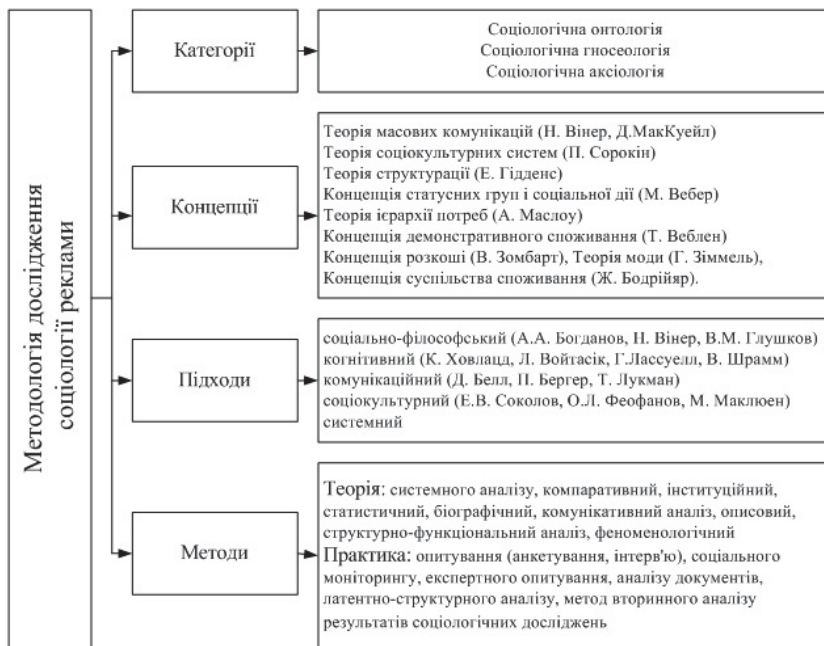 Методологія дослідження
соціології реклами
Категорії
Соціологічна онтологія
Соціологічна гносеологія
Соціологічна аксіологія
Концепції
Теорія масових комунікацій (Н. Вінер, Д.МакКуейл)
Теорія соціокультурних систем (П. Сорокін)
Теорія структурації (Е. Гідденс)
Концепція статусних груп і соціальної дії (М. Вебер)
Теорія ієрархії потреб (А. Маслоу)
Концепція демонстративного споживання (Т. Веблен)
Концепція розкоші (В. Зомбарт), Теорія моди (Г. Зіммель),
Концепція суспільства споживання (Ж. Бодрійяр).
Підходи
соціально-філософський (А.А. Богданов, Н. Вінер, В.М. Глушков)
когнітивний (К. Ховлацд, Л. Войтасік, Г.Лассуелл, В. Шрамм)
комунікаційний (Д. Белл, П. Бергер, Т. Лукман)
соціокультурний (Е.В. Соколов, О.Л. Феофанов, М. Маклюен)
системний
Методи
Теорія: системного аналізу, компаративний, інституційний,
статистичний, біографічний, комунікативний аналіз, описовий,
структурно-функціональний аналіз, феноменологічний
Практика: опитування (анкетування, інтерв'ю), соціального
моніторингу, експертного опитування, аналізу документів,
латентно-структурного аналізу, метод вторинного аналізу
результатів соціологічних досліджень